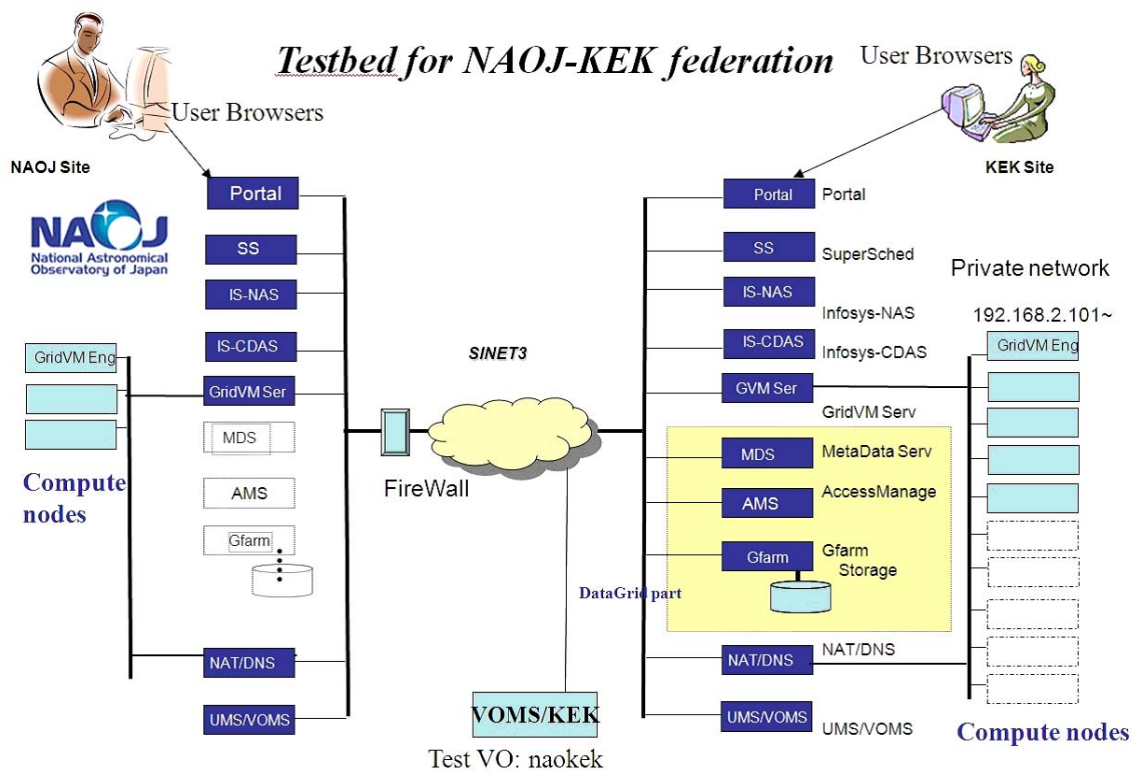 Testbed for NAOJ-KEK federation
User Browsers
User Browsers
NAOJ Site
KEK Site
NAOJ
National Astronomical
Observatory of Japan
Portal
SS
IS-NAS
IS-CDAS
GridVM Eng
GridVM Ser
MDS
AMS
Gfarm
Compute
nodes
NAT/DNS
UMS/VOMS
SINET3
FireWall
VOMS/KEK
Test VO: naokek
Portal
Portal
SS
SuperSched
IS-NAS
Infosys-NAS
IS-CDAS
Infosys-CDAS
GVM Ser
GridVM Serv
MDS
MetaData Serv
AMS
AccessManage
Gfarm
Gfarm
Storage
DataGrid part
NAT/DNS
NAT/DNS
UMS/VOMS
UMS/VOMS
Private network
192.168.2.101~
GridVM Eng
Compute nodes